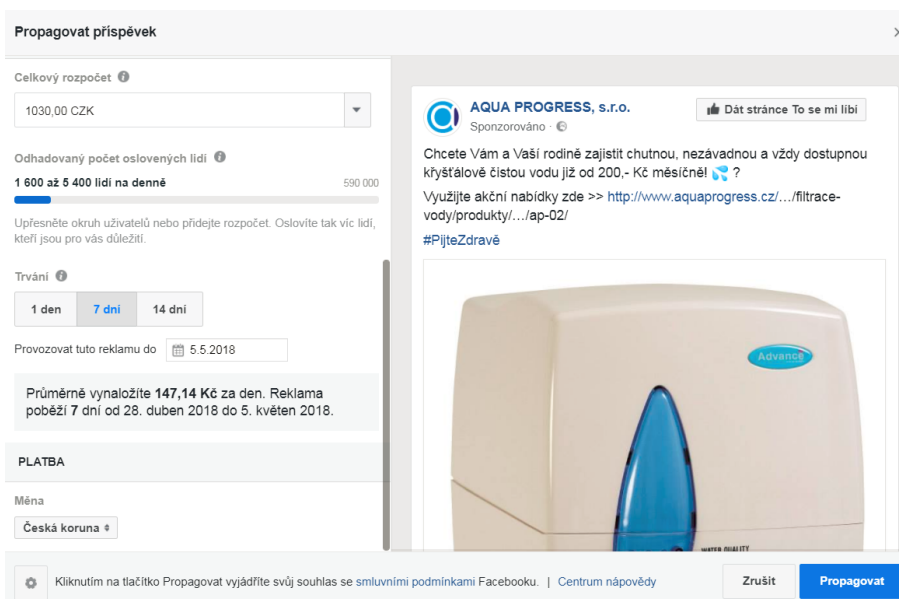 Propagovat příspěvek
Celkový rozpočet
1030,00 CZK
Odhadovaný počet oslovených lidí
1 600 až 5 400 lidí na denně
590 000
Upřesněte okruh uživatelů nebo přidejte rozpočet. Oslovíte tak víc lidí,
kteří jsou pro vás důležití.
Trvání
1 den
7 dní
14 dní
Provozovat tuto reklamu do
5.5.2018
Průměrně vynaložíte 147,14 Kč za den. Reklama
poběží 7 dní od 28. duben 2018 do 5. květen 2018.
PLATBA
Měna
Česká koruna
AQUA PROGRESS, s.r.o.
Sponzorováno ·
Dát stránce To se mi líbí
Chcete Vám a Vaší rodině zajistit chutnou, nezávadnou a vždy dostupnou
křyšťálově čistou vodu již od 200,- Kč měsíčně! 💦 ?
Využijte akční nabídky zde >> http://www.aquaprogress.cz/…/filtrace-
vody/produkty/…/ap-02/
#PijteZdravě
Advance
WATER QUALITY
Kliknutím na tlačítko Propagovat vyjádříte svůj souhlas se smluvními podmínkami Facebooku. | Centrum nápovědy
Zrušit
Propagovat